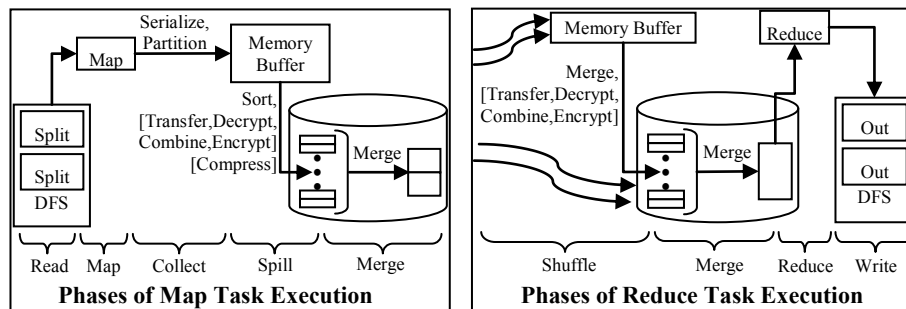 Serialize,
Partition
Map
Memory
Buffer
Sort,
[Transfer,Decrypt,
Combine,Encrypt]
[Compress]
Split
Split
DFS
Merge
Read
Map
Collect
Spill
Merge
Phases of Map Task Execution
Memory Buffer
Reduce
Merge,
[Transfer,Decrypt,
Combine,Encrypt]
Merge
Out
Out
DFS
Shuffle
Merge
Reduce
Write
Phases of Reduce Task Execution